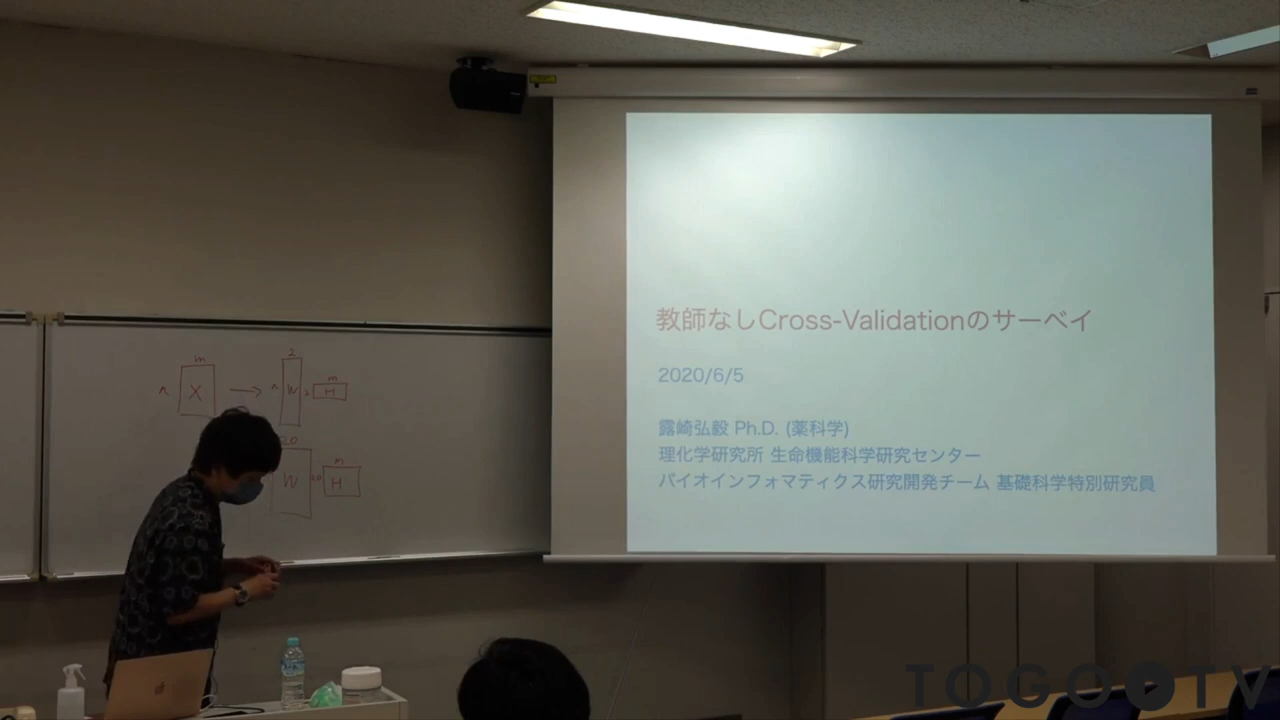 教師なしCross-Validationのサーベイ
2020/6/5
露崎弘毅 Ph.D. (薬科学)
理化学研究所 生命機能科学研究センター
バイオインフォマティクス研究開発チーム 基礎科学特別研究員
m
2
n
X
n
W
2
m
H
20
W
20
m
H
TOGO TV